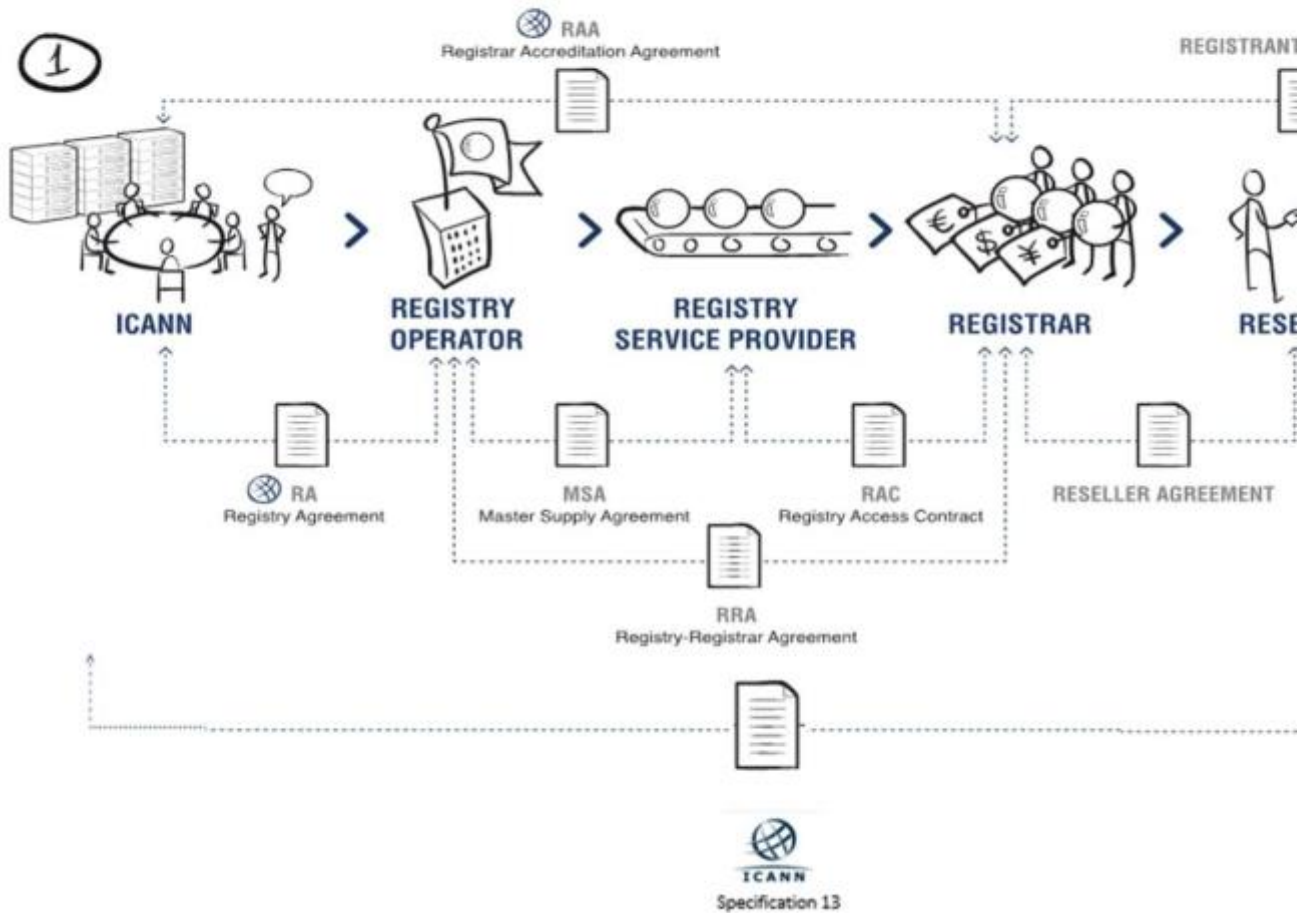 1
RAA
Registrar Accreditation Agreement
REGISTRANT
ICANN
REGISTRY
OPERATOR
REGISTRY
SERVICE PROVIDER
€
$
¥
REGISTRAR
RESE
RA
Registry Agreement
MSA
Master Supply Agreement
RAC
Registry Access Contract
RESELLER AGREEMENT
RRA
Registry-Registrar Agreement
ICANN
Specification 13